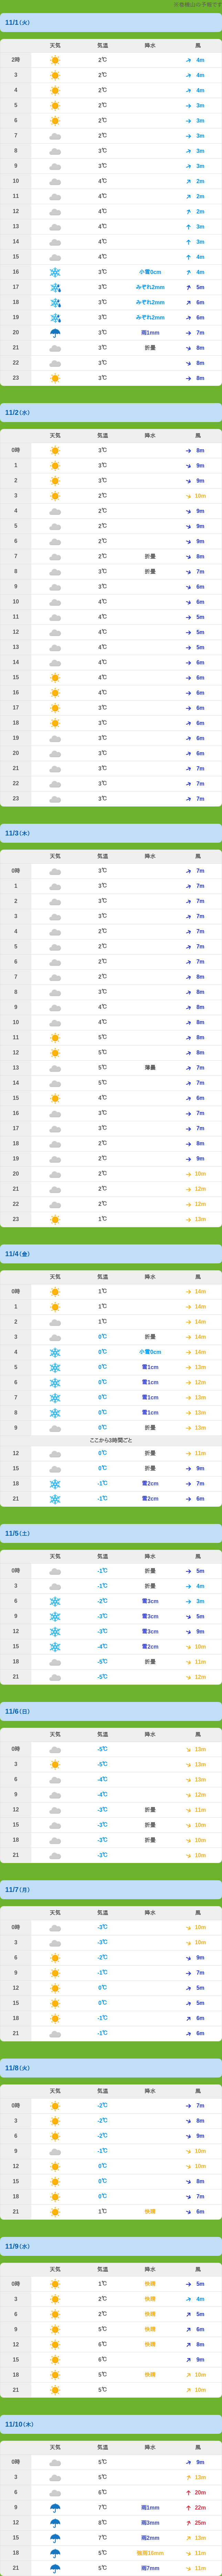 11/1 (火)
天気 気温 降水 風
2時 2℃ 4m
3 2℃ 4m
4 2℃ 4m
5 2℃ 3m
6 2℃ 3m
7 2℃ 3m
8 3℃ 3m
9 3℃ 3m
10 4℃ 2m
11 4℃ 2m
12 4℃ 2m
13 4℃ 3m
14 4℃ 3m
15 4℃ 4m
16 3℃ 小雪0cm 4m
17 3℃ みぞれ2mm 5m
18 3℃ みぞれ2mm 6m
19 3℃ みぞれ2mm 6m
20 3℃ 雨1mm 7m
21 3℃ 折曇 8m
22 3℃ 8m
23 3℃ 8m
11/2 (水)
天気 気温 降水 風
0時 3℃ 8m
1 3℃ 9m
2 3℃ 9m
3 2℃ 10m
4 2℃ 9m
5 2℃ 9m
6 2℃ 9m
7 2℃ 折曇 8m
8 3℃ 折曇 7m
9 3℃ 6m
10 4℃ 6m
11 4℃ 5m
12 4℃ 5m
13 4℃ 5m
14 4℃ 6m
15 4℃ 6m
16 4℃ 6m
17 3℃ 6m
18 3℃ 6m
19 3℃ 6m
20 3℃ 6m
21 3℃ 7m
22 3℃ 7m
23 3℃ 7m
11/3 (木)
天気 気温 降水 風
0時 3℃ 7m
1 3℃ 7m
2 3℃ 7m
3 3℃ 7m
4 2℃ 7m
5 2℃ 7m
6 2℃ 7m
7 2℃ 8m
8 3℃ 8m
9 4℃ 8m
10 4℃ 8m
11 5℃ 8m
12 5℃ 8m
13 5℃ 薄曇 7m
14 5℃ 7m
15 4℃ 6m
16 3℃ 7m
17 3℃ 7m
18 2℃ 8m
19 2℃ 9m
20 2℃ 10m
21 2℃ 12m
22 2℃ 12m
23 1℃ 13m
11/4 (金)
天気 気温 降水 風
0時 1℃ 14m
1 1℃ 14m
2 1℃ 14m
3 0℃ 折曇 14m
4 0℃ 小雪0cm 14m
5 0℃ 雪1cm 13m
6 0℃ 雪1cm 12m
7 0℃ 雪1cm 13m
8 0℃ 雪1cm 13m
9 0℃ 折曇 13m
ここから3時間ごと
12 0℃ 折曇 11m
15 0℃ 折曇 9m
18 -1℃ 雪2cm 7m
21 -1℃ 雪2cm 6m
11/5 (土)
天気 気温 降水 風
0時 -1℃ 折曇 5m
3 -1℃ 折曇 4m
6 -2℃ 雪3cm 3m
9 -3℃ 雪3cm 5m
12 -3℃ 雪3cm 9m
15 -4℃ 雪2cm 10m
18 -5℃ 折曇 11m
21 -5℃ 12m
11/6 (日)
天気 気温 降水 風
0時 -5℃ 13m
3 -5℃ 13m
6 -4℃ 13m
9 -4℃ 12m
12 -3℃ 折曇 11m
15 -3℃ 折曇 10m
18 -3℃ 折曇 10m
21 -3℃ 10m
11/7 (月)
天気 気温 降水 風
0時 -3℃ 10m
3 -3℃ 10m
6 -2℃ 9m
9 -1℃ 7m
12 0℃ 5m
15 0℃ 5m
18 -1℃ 6m
21 -1℃ 6m
11/8 (火)
天気 気温 降水 風
0時 -2℃ 7m
3 -2℃ 8m
6 -2℃ 9m
9 -1℃ 10m
12 0℃ 10m
15 0℃ 8m
18 0℃ 7m
21 1℃ 快晴 6m
11/9 (水)
天気 気温 降水 風
0時 1℃ 快晴 5m
3 2℃ 快晴 4m
6 2℃ 快晴 5m
9 5℃ 快晴 6m
12 6℃ 快晴 8m
15 6℃ 9m
18 5℃ 快晴 10m
21 5℃ 10m
11/10 (木)
天気 気温 降水 風
0時 5℃ 9m
3 5℃ 13m
6 6℃ 20m
9 7℃ 雨1mm 22m
12 8℃ 雨3mm 25m
15 7℃ 雨2mm 13m
18 5℃ 強雨16mm 11m
21 5℃ 雨7mm 11m